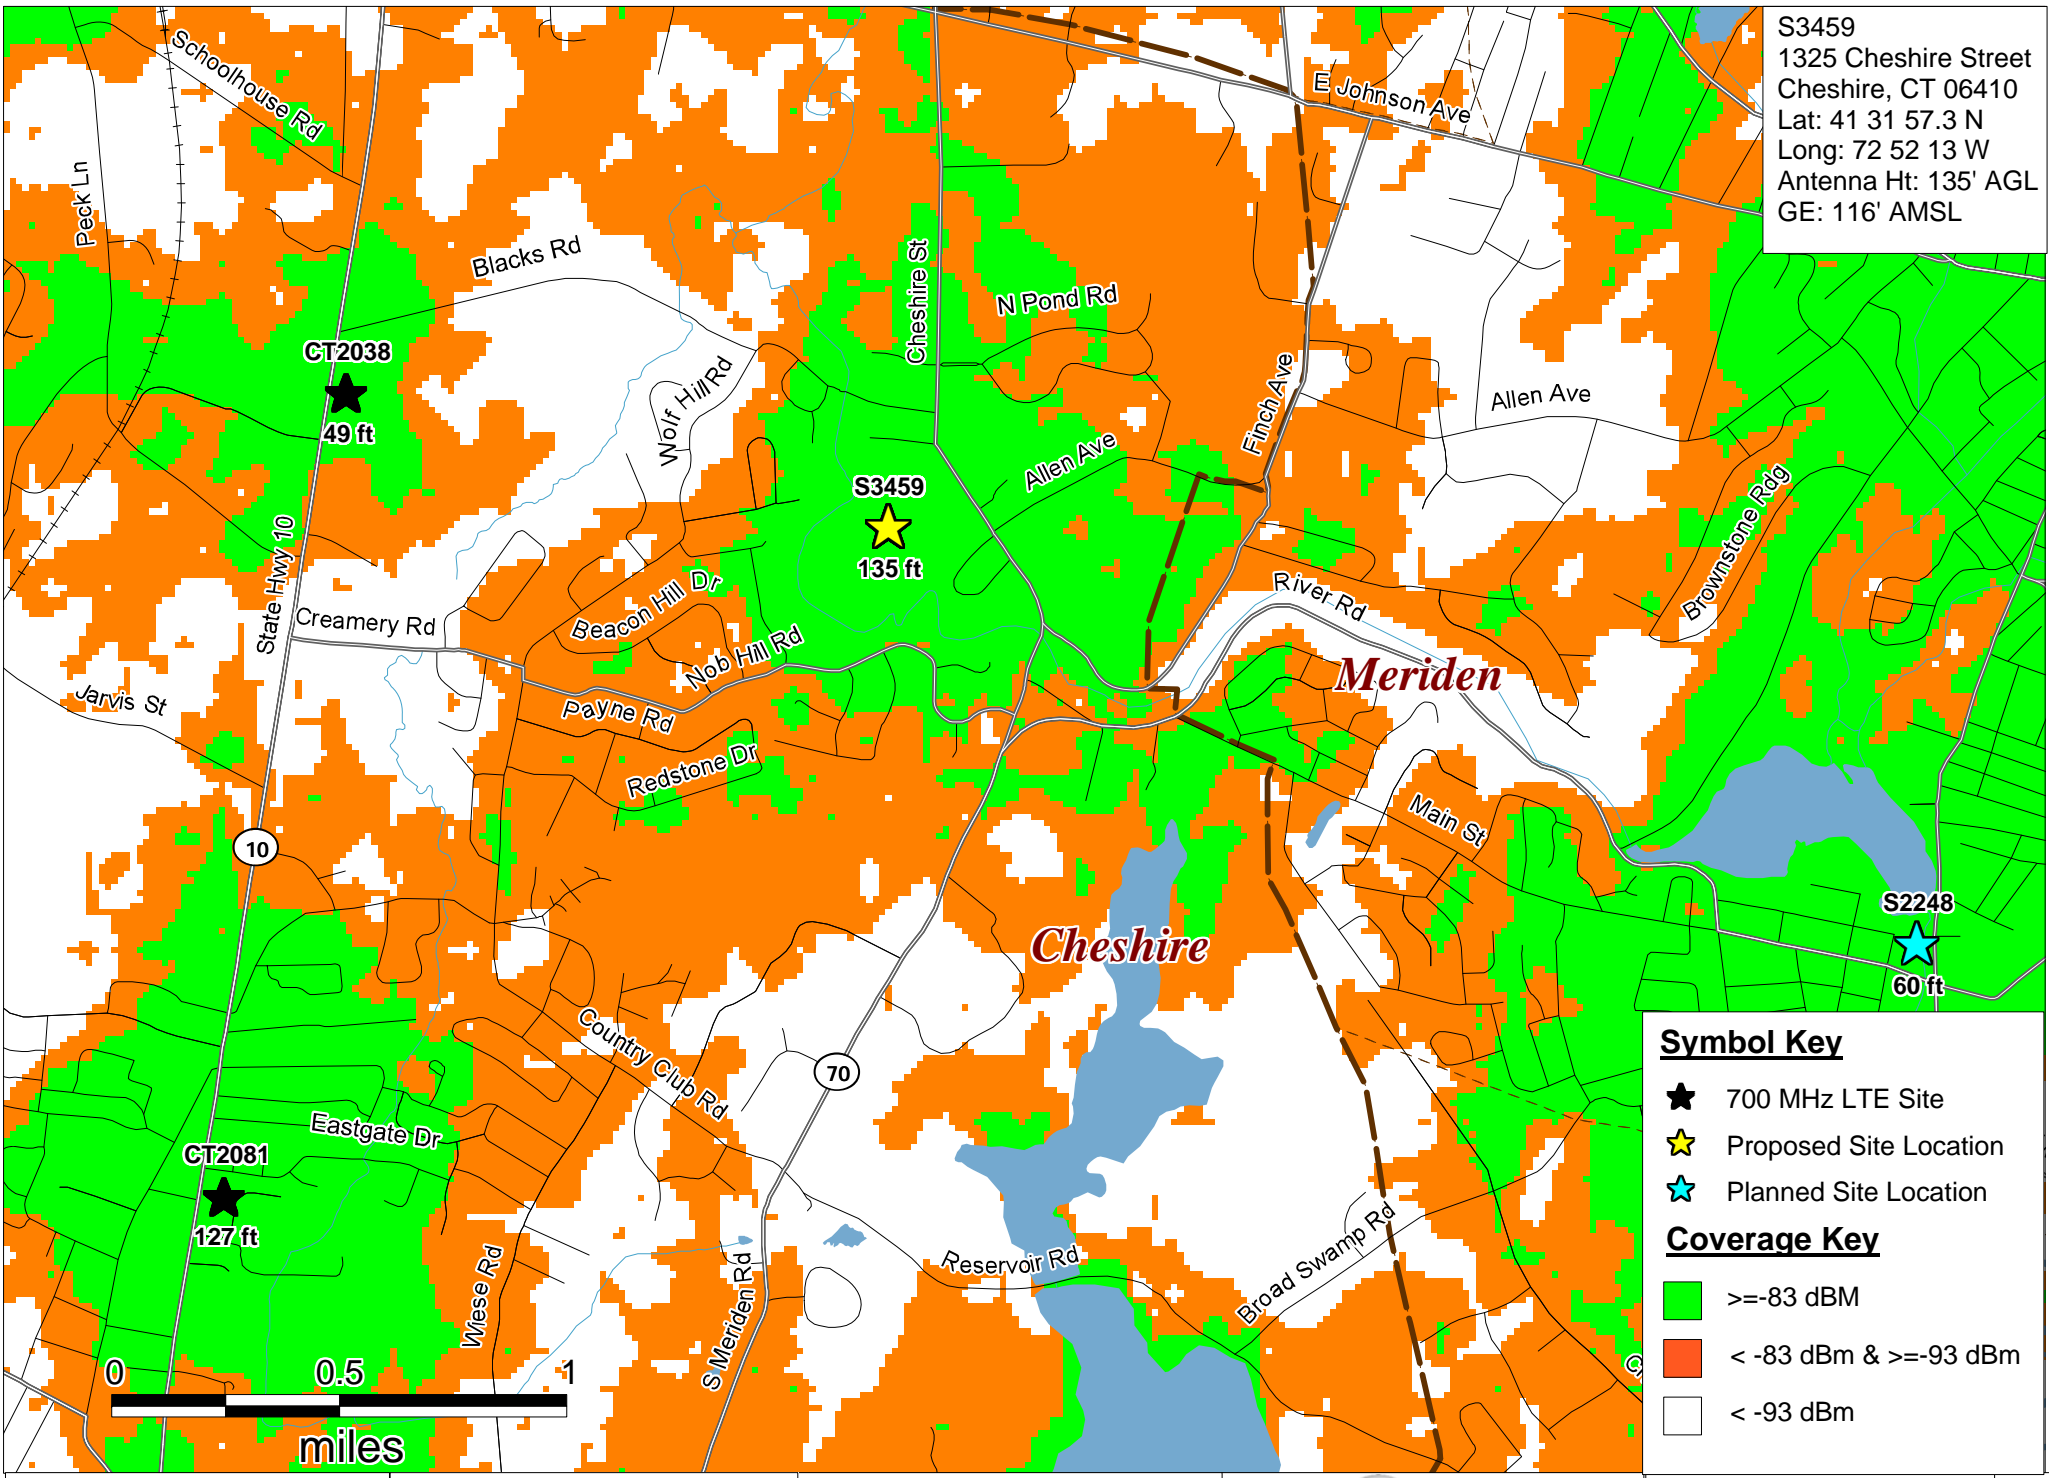 S3459
1325 Cheshire Street
Cheshire, CT 06410
Lat: 41 31 57.3 N
Long: 72 52 13 W
Antenna Ht: 135' AGL
GE: 116' AMSL
Schoolhouse Rd
E Johnson Ave
Peck Ln
Blacks Rd
Cheshire St
N Pond Rd
CT2038
49 ft
Wolf Hill Rd
Finch Ave
Allen Ave
Allen Ave
S3459
135 ft
Brownstone Rdg
State Hwy 10
Creamery Rd
Beacon Hill Dr
River Rd
Nob Hill Rd
Meriden
Jarvis St
Payne Rd
Redstone Dr
Main St
10
S2248
60 ft
Cheshire
Country Club Rd
70
Eastgate Dr
CT2081
127 ft
Wiese Rd
S Meriden Rd
Reservoir Rd
Broad Swamp Rd
0 0.5 1
miles
Symbol Key
700 MHz LTE Site
Proposed Site Location
Planned Site Location
Coverage Key
>=-83 dBM
< -83 dBm & >=-93 dBm
< -93 dBm